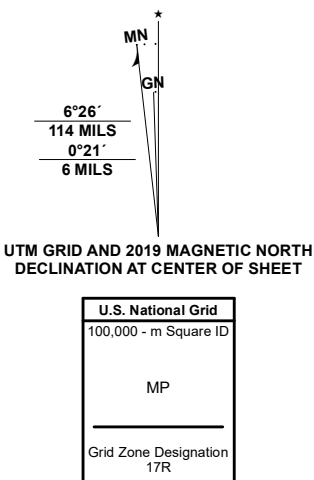 ★
MN
GN
6°26´
114 MILS
0°21´
6 MILS
UTM GRID AND 2019 MAGNETIC NORTH
DECLINATION AT CENTER OF SHEET
U.S. National Grid
100,000 - m Square ID
MP
Grid Zone Designation
17R